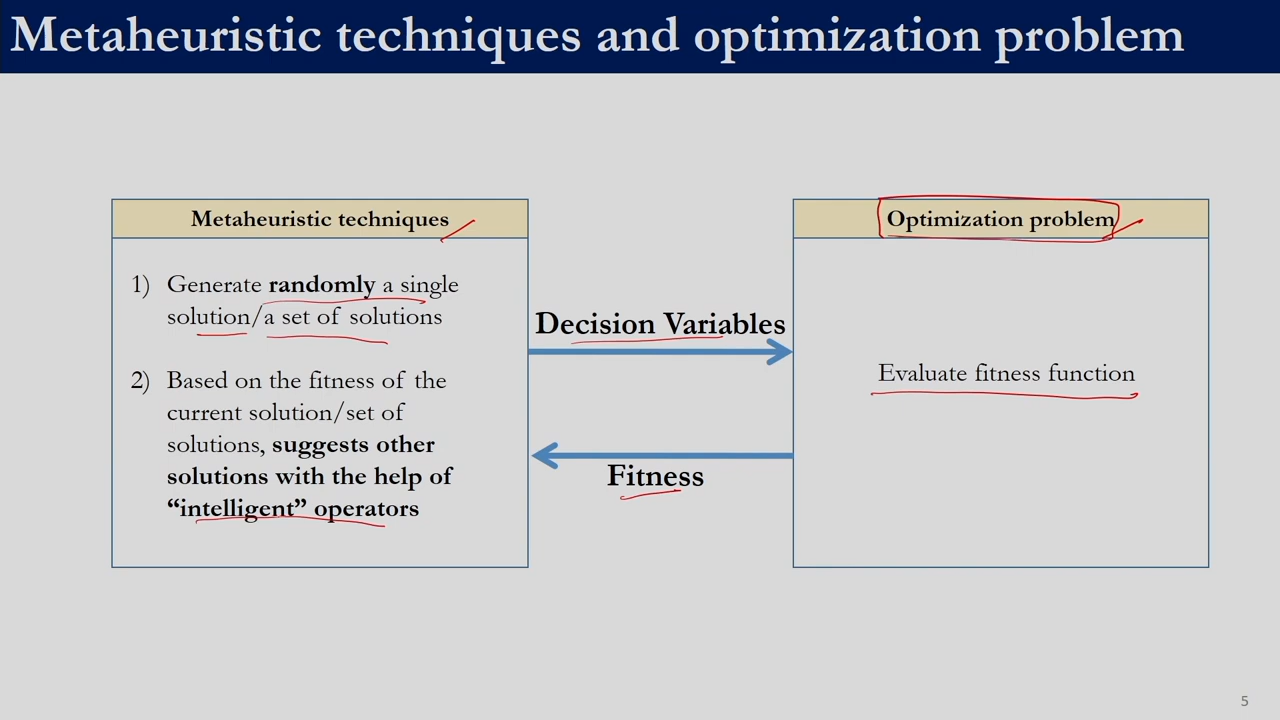 Metaheuristic techniques and optimization problem
Metaheuristic techniques
1) Generate randomly a single
solution/a set of solutions
2) Based on the fitness of the
current solution/set of
solutions, suggests other
solutions with the help of
“intelligent” operators
Decision Variables
Fitness
Optimization problem
Evaluate fitness function
5